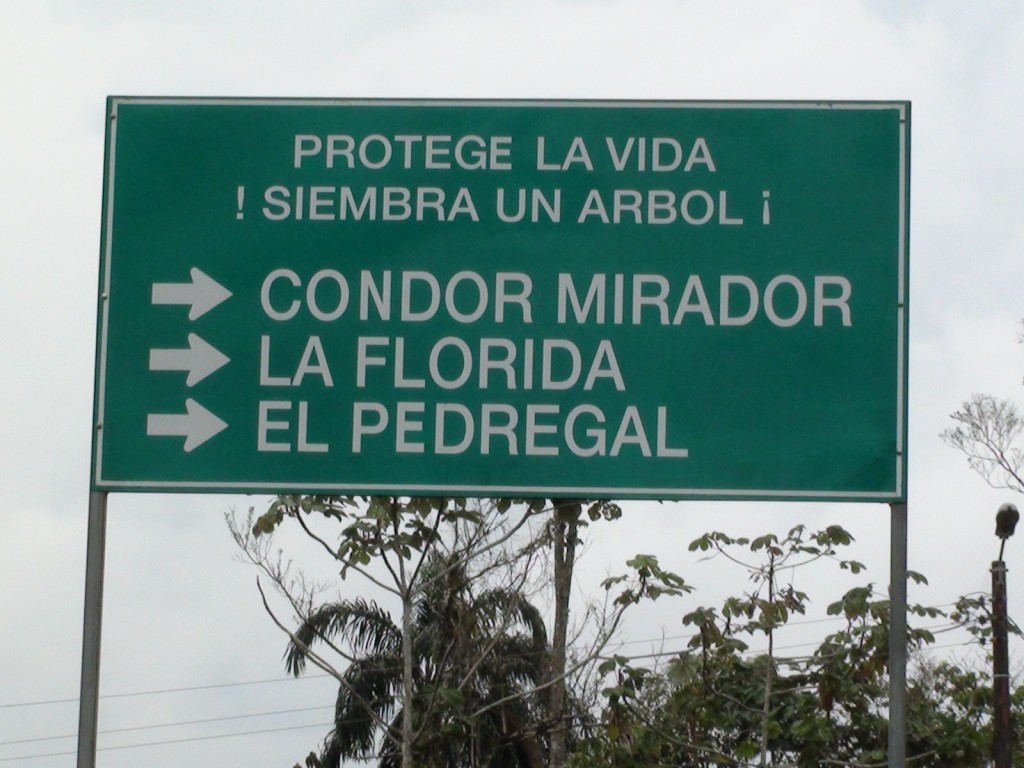 PROTEGE LA VIDA
! SIEMBRA UN ARBOL ¡
CONDOR MIRADOR
LA FLORIDA
EL PEDREGAL